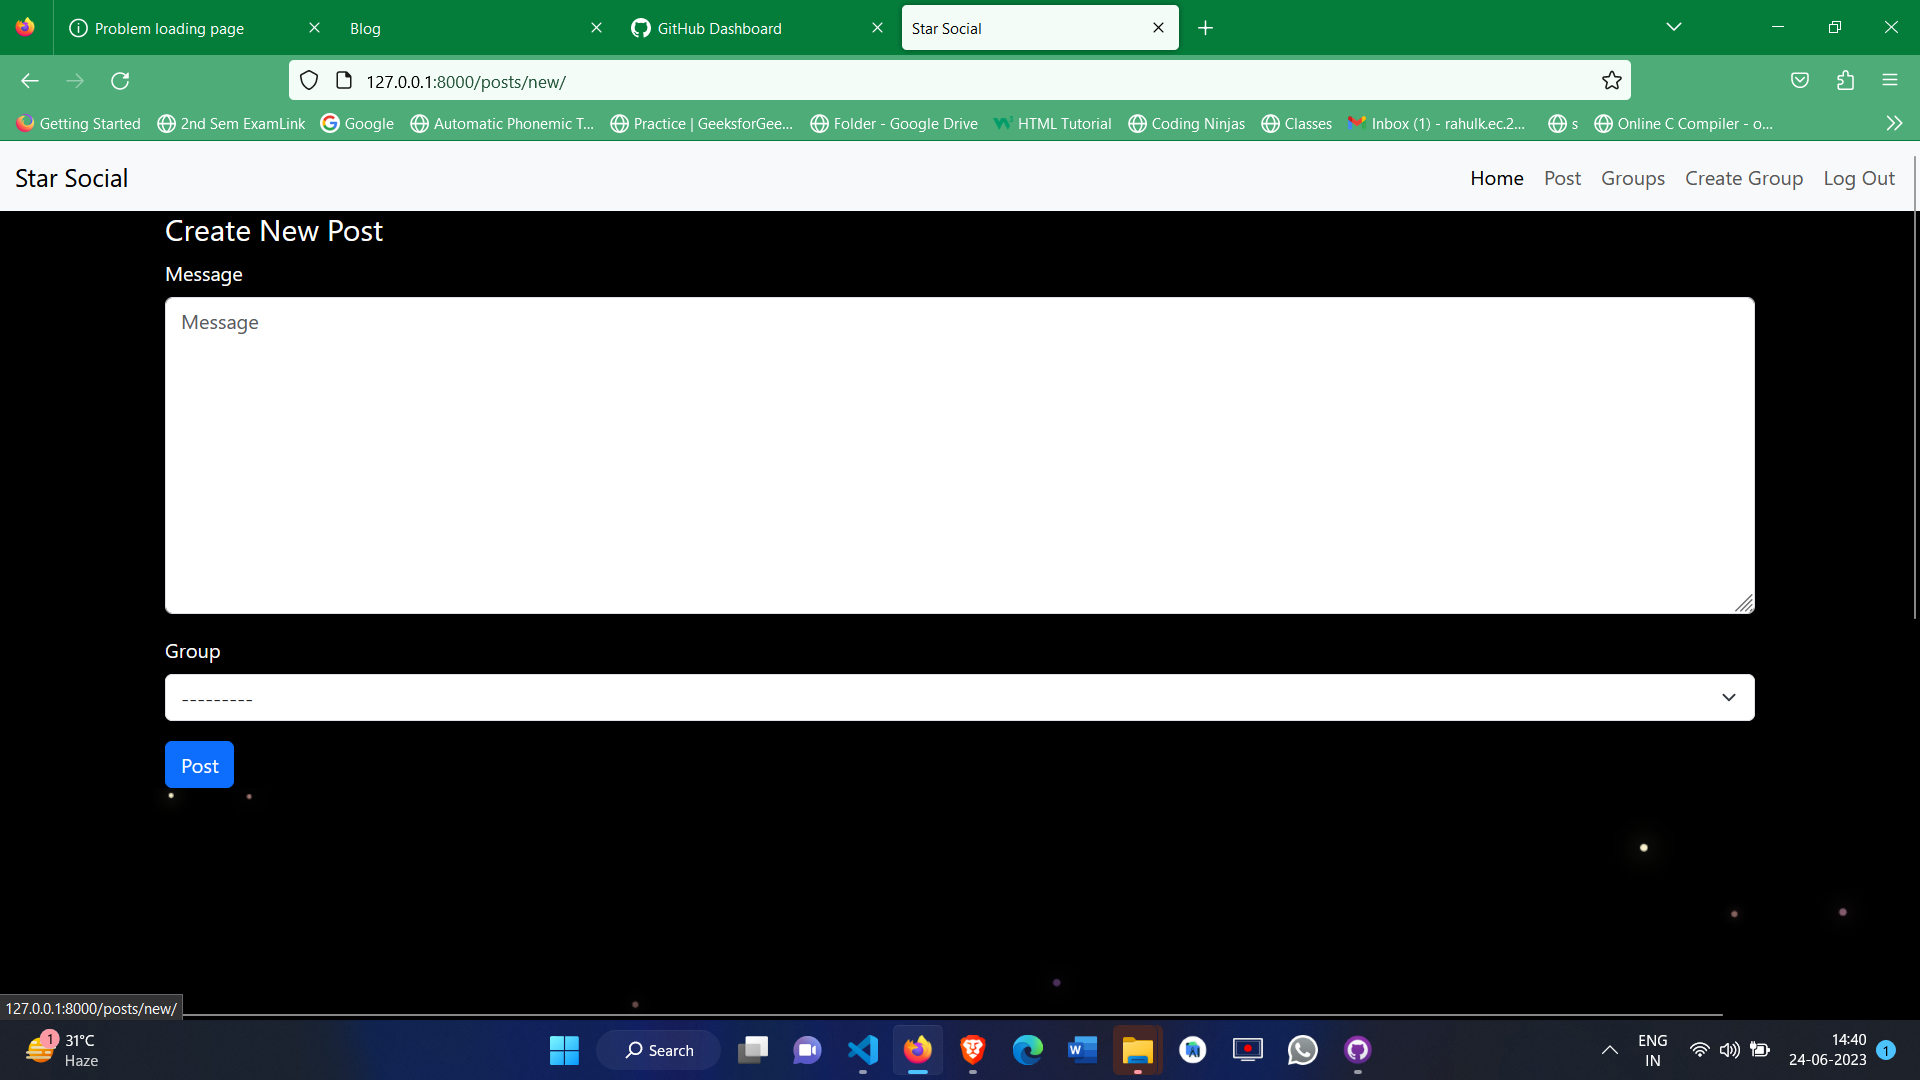 Problem loading page
Blog
GitHub Dashboard
Star Social
127.0.0.1:8000/posts/new/
Getting Started
2nd Sem ExamLink
Google
Automatic Phonemic T...
Practice | GeeksforGee...
Folder - Google Drive
HTML Tutorial
Coding Ninjas
Classes
Inbox (1) - rahulk.ec.2...
s
Online C Compiler - o...
Star Social
Home
Post
Groups
Create Group
Log Out
Create New Post
Message
Message
Group
---------
Post
127.0.0.1:8000/posts/new/
1
31°C
Haze
Search
ENG
IN
14:40
24-06-2023
1